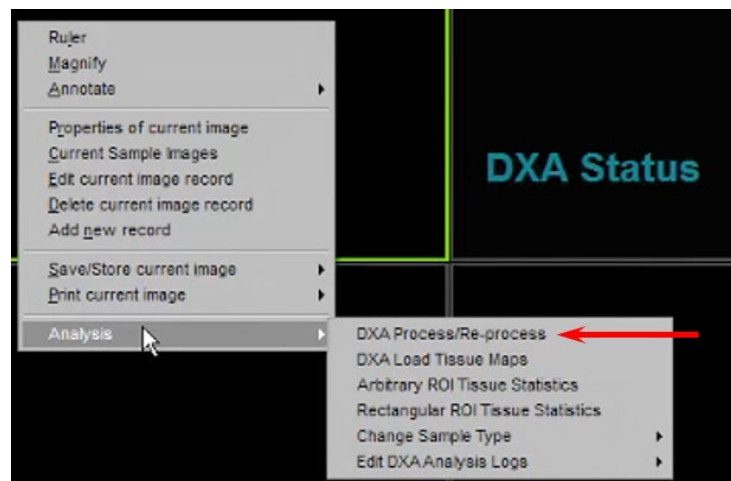 Ruler
Magnify
Annotate
Properties of current image
Current Sample Images
Edit current image record
Delete current image record
Add new record
Save/Store current image
Print current image
Analysis
DXA Status
DXA Process/Re-process
DXA Load Tissue Maps
Arbitrary ROI Tissue Statistics
Rectangular ROI Tissue Statistics
Change Sample Type
Edit DXA Analysis Logs